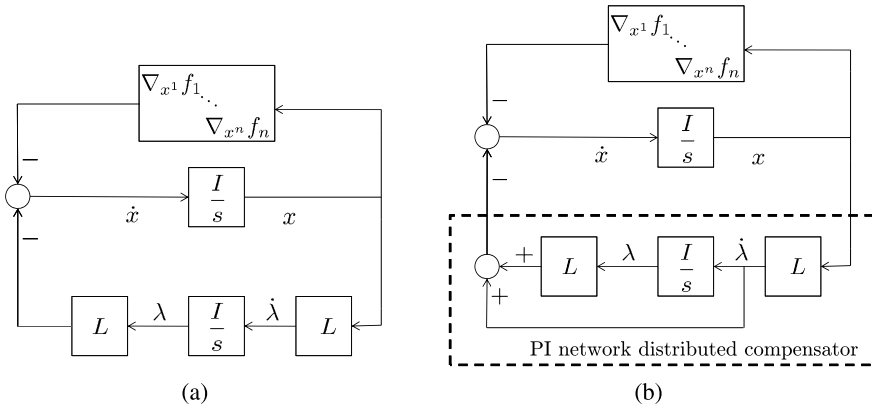 ∇ₓ¹f₁
⋱
∇ₓⁿfₙ
−
ẋ
I/s
x
−
L
λ
I/s
λ̇
L
(a)
∇ₓ¹f₁
⋱
∇ₓⁿfₙ
−
ẋ
I/s
x
−
+
L
λ
I/s
λ̇
L
+
PI network distributed compensator
(b)